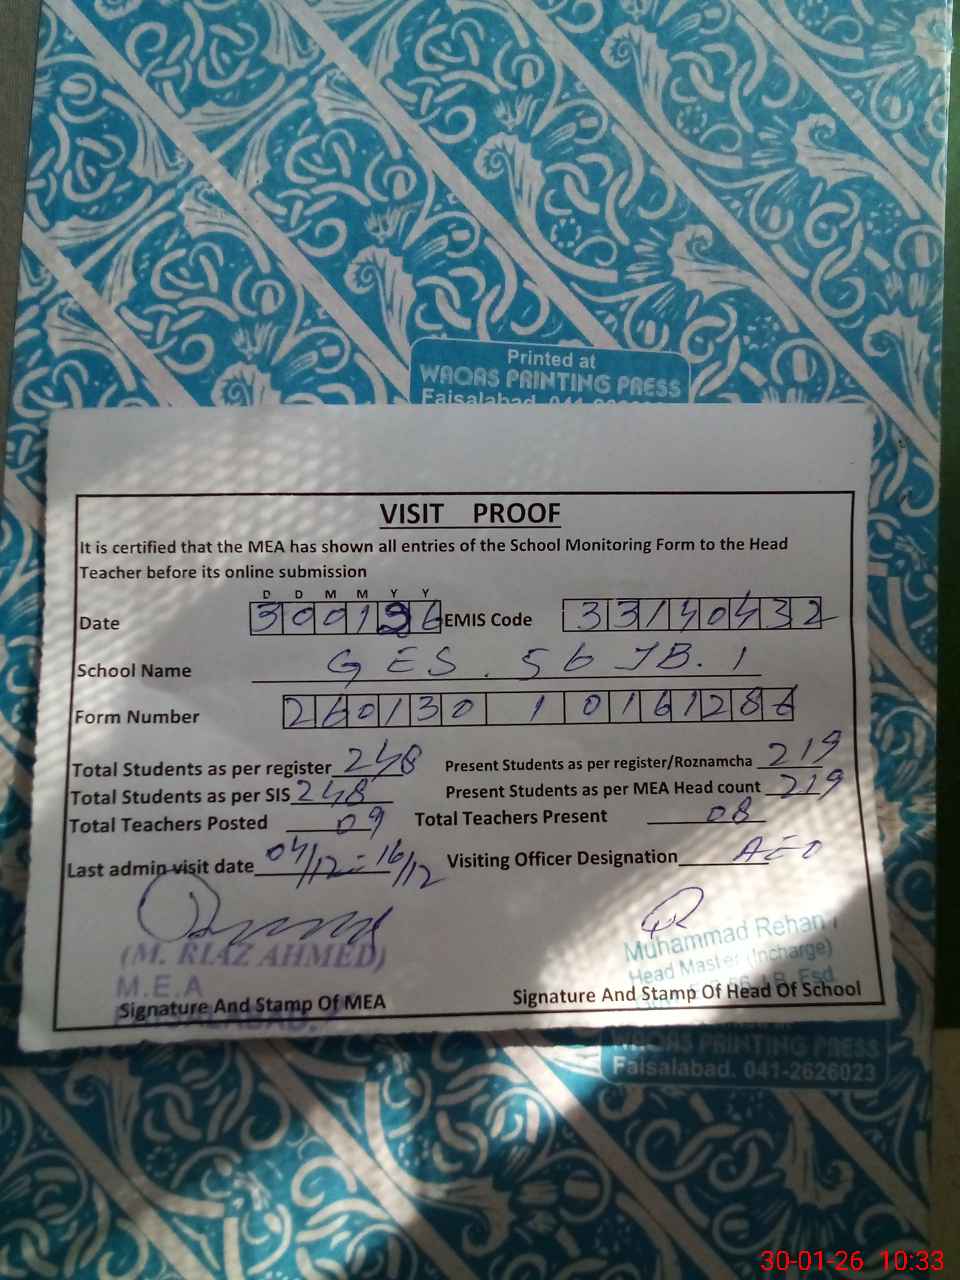 Printed at
WAQAS PRINTING PRESS
Faisalabad. 041-
VISIT PROOF
It is certified that the MEA has shown all entries of the School Monitoring Form to the Head
Teacher before its online submission
D D M M Y Y
Date 300126 EMIS Code 33140432
School Name GES. 56 JB. 1
Form Number 260130 1 0161286
Total Students as per register 248 Present Students as per register/Roznamcha 219
Total Students as per SIS 248 Present Students as per MEA Head count 219
Total Teachers Posted 09 Total Teachers Present 08
Last admin visit date 04/12 - 16/12 Visiting Officer Designation AEO
(M. RIAZ AHMED) Muhammad Rehan
M.E.A Head Master (Incharge)
Signature And Stamp Of MEA Signature And Stamp Of Head Of School
FAISALABAD.
WAQAS PRINTING PRESS
Faisalabad. 041-2626023
30-01-26 10:33